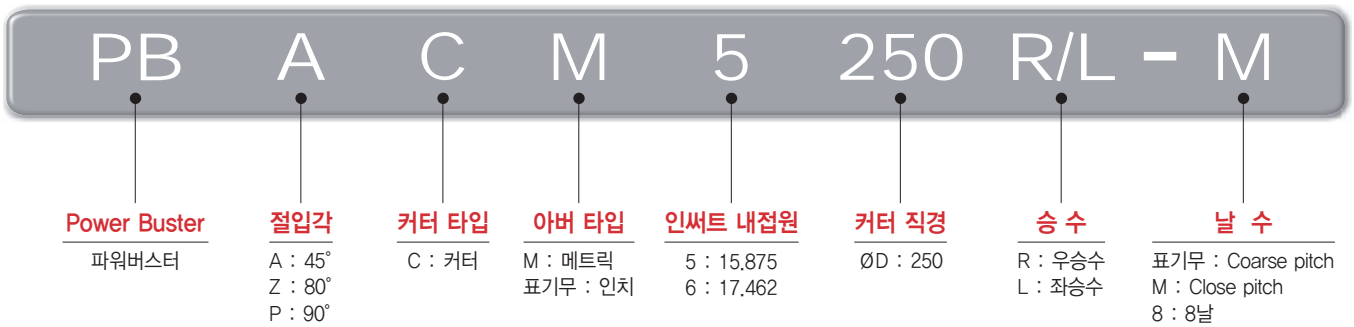 PB A C M 5 250 R/L - M
Power Buster
파워버스터
절입각
A : 45°
Z : 80°
P : 90°
커터 타입
C : 커터
아버 타입
M : 메트릭
표기무 : 인치
인써트 내접원
5 : 15.875
6 : 17.462
커터 직경
ØD : 250
승 수
R : 우승수
L : 좌승수
날 수
표기무 : Coarse pitch
M : Close pitch
8 : 8날